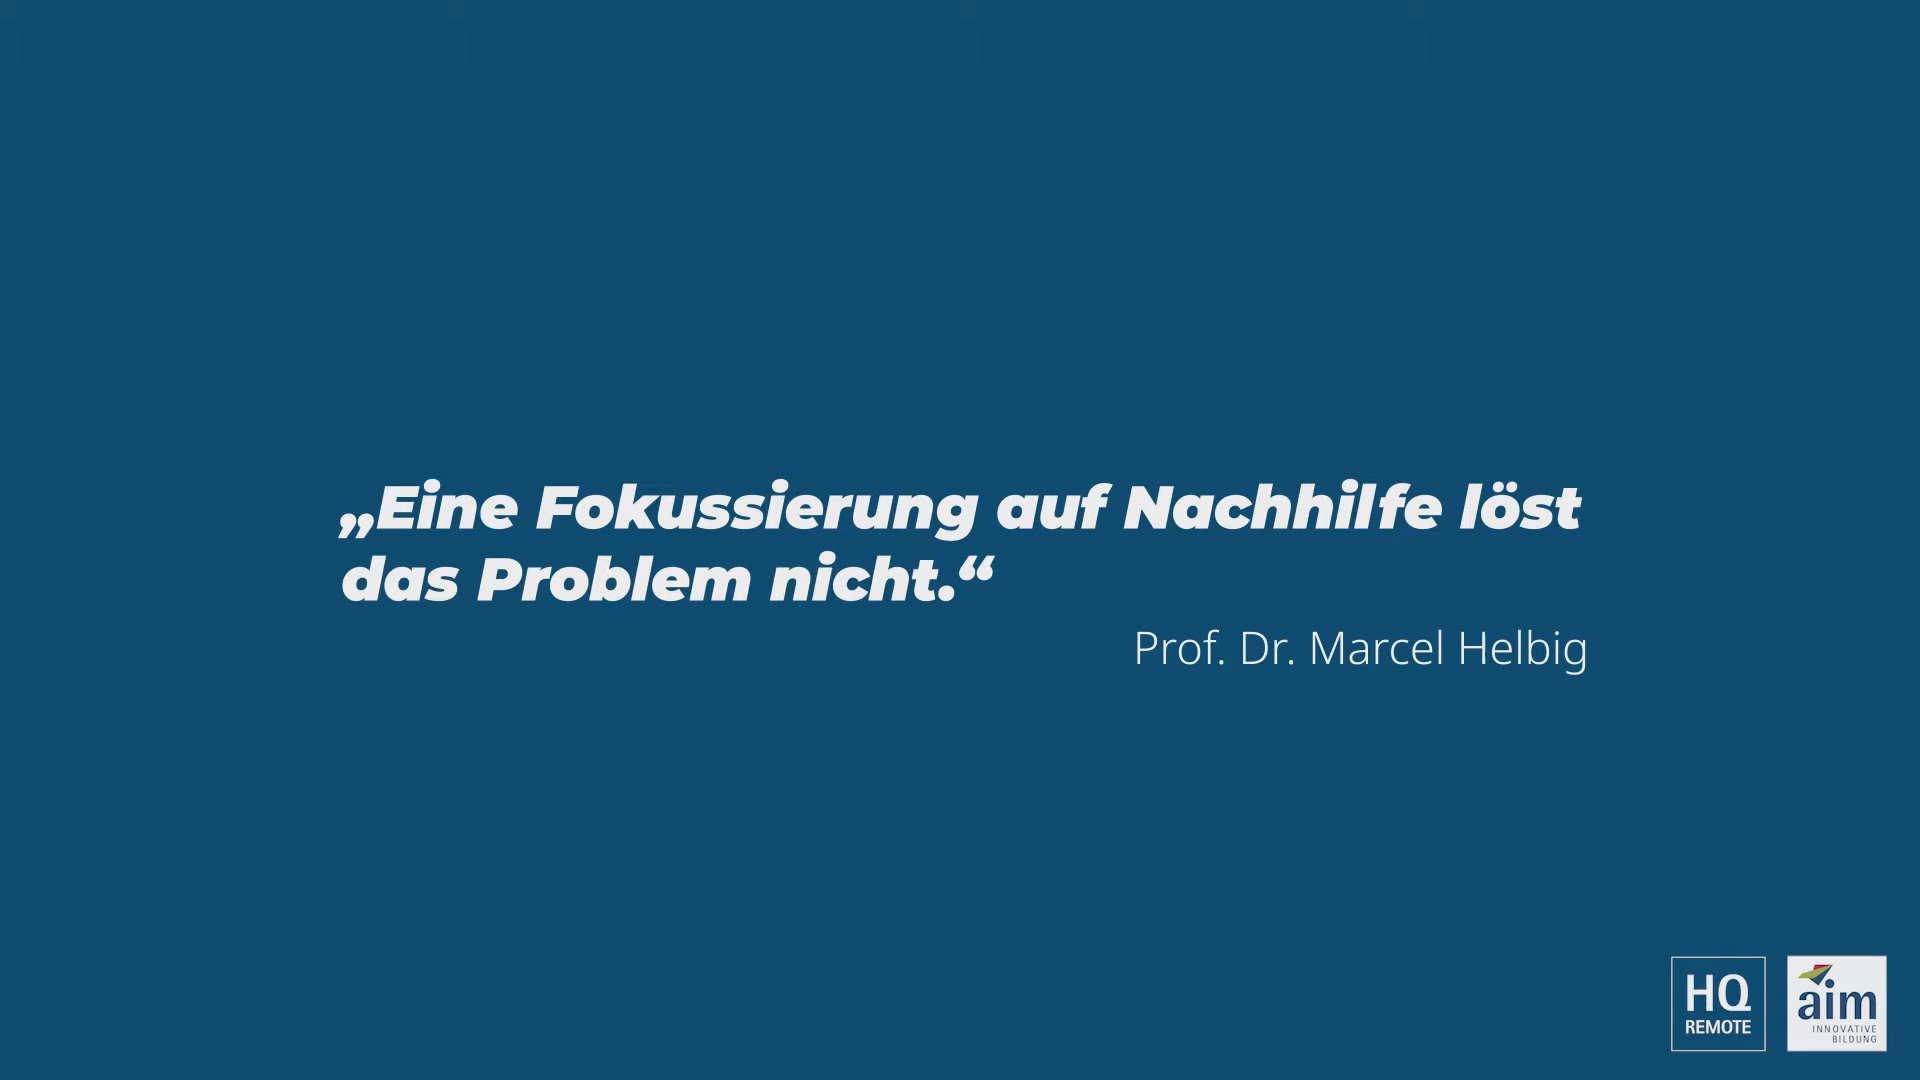 „Eine Fokussierung auf Nachhilfe löst
das Problem nicht.“
Prof. Dr. Marcel Helbig
HQ
REMOTE
aim
INNOVATIVE
BILDUNG